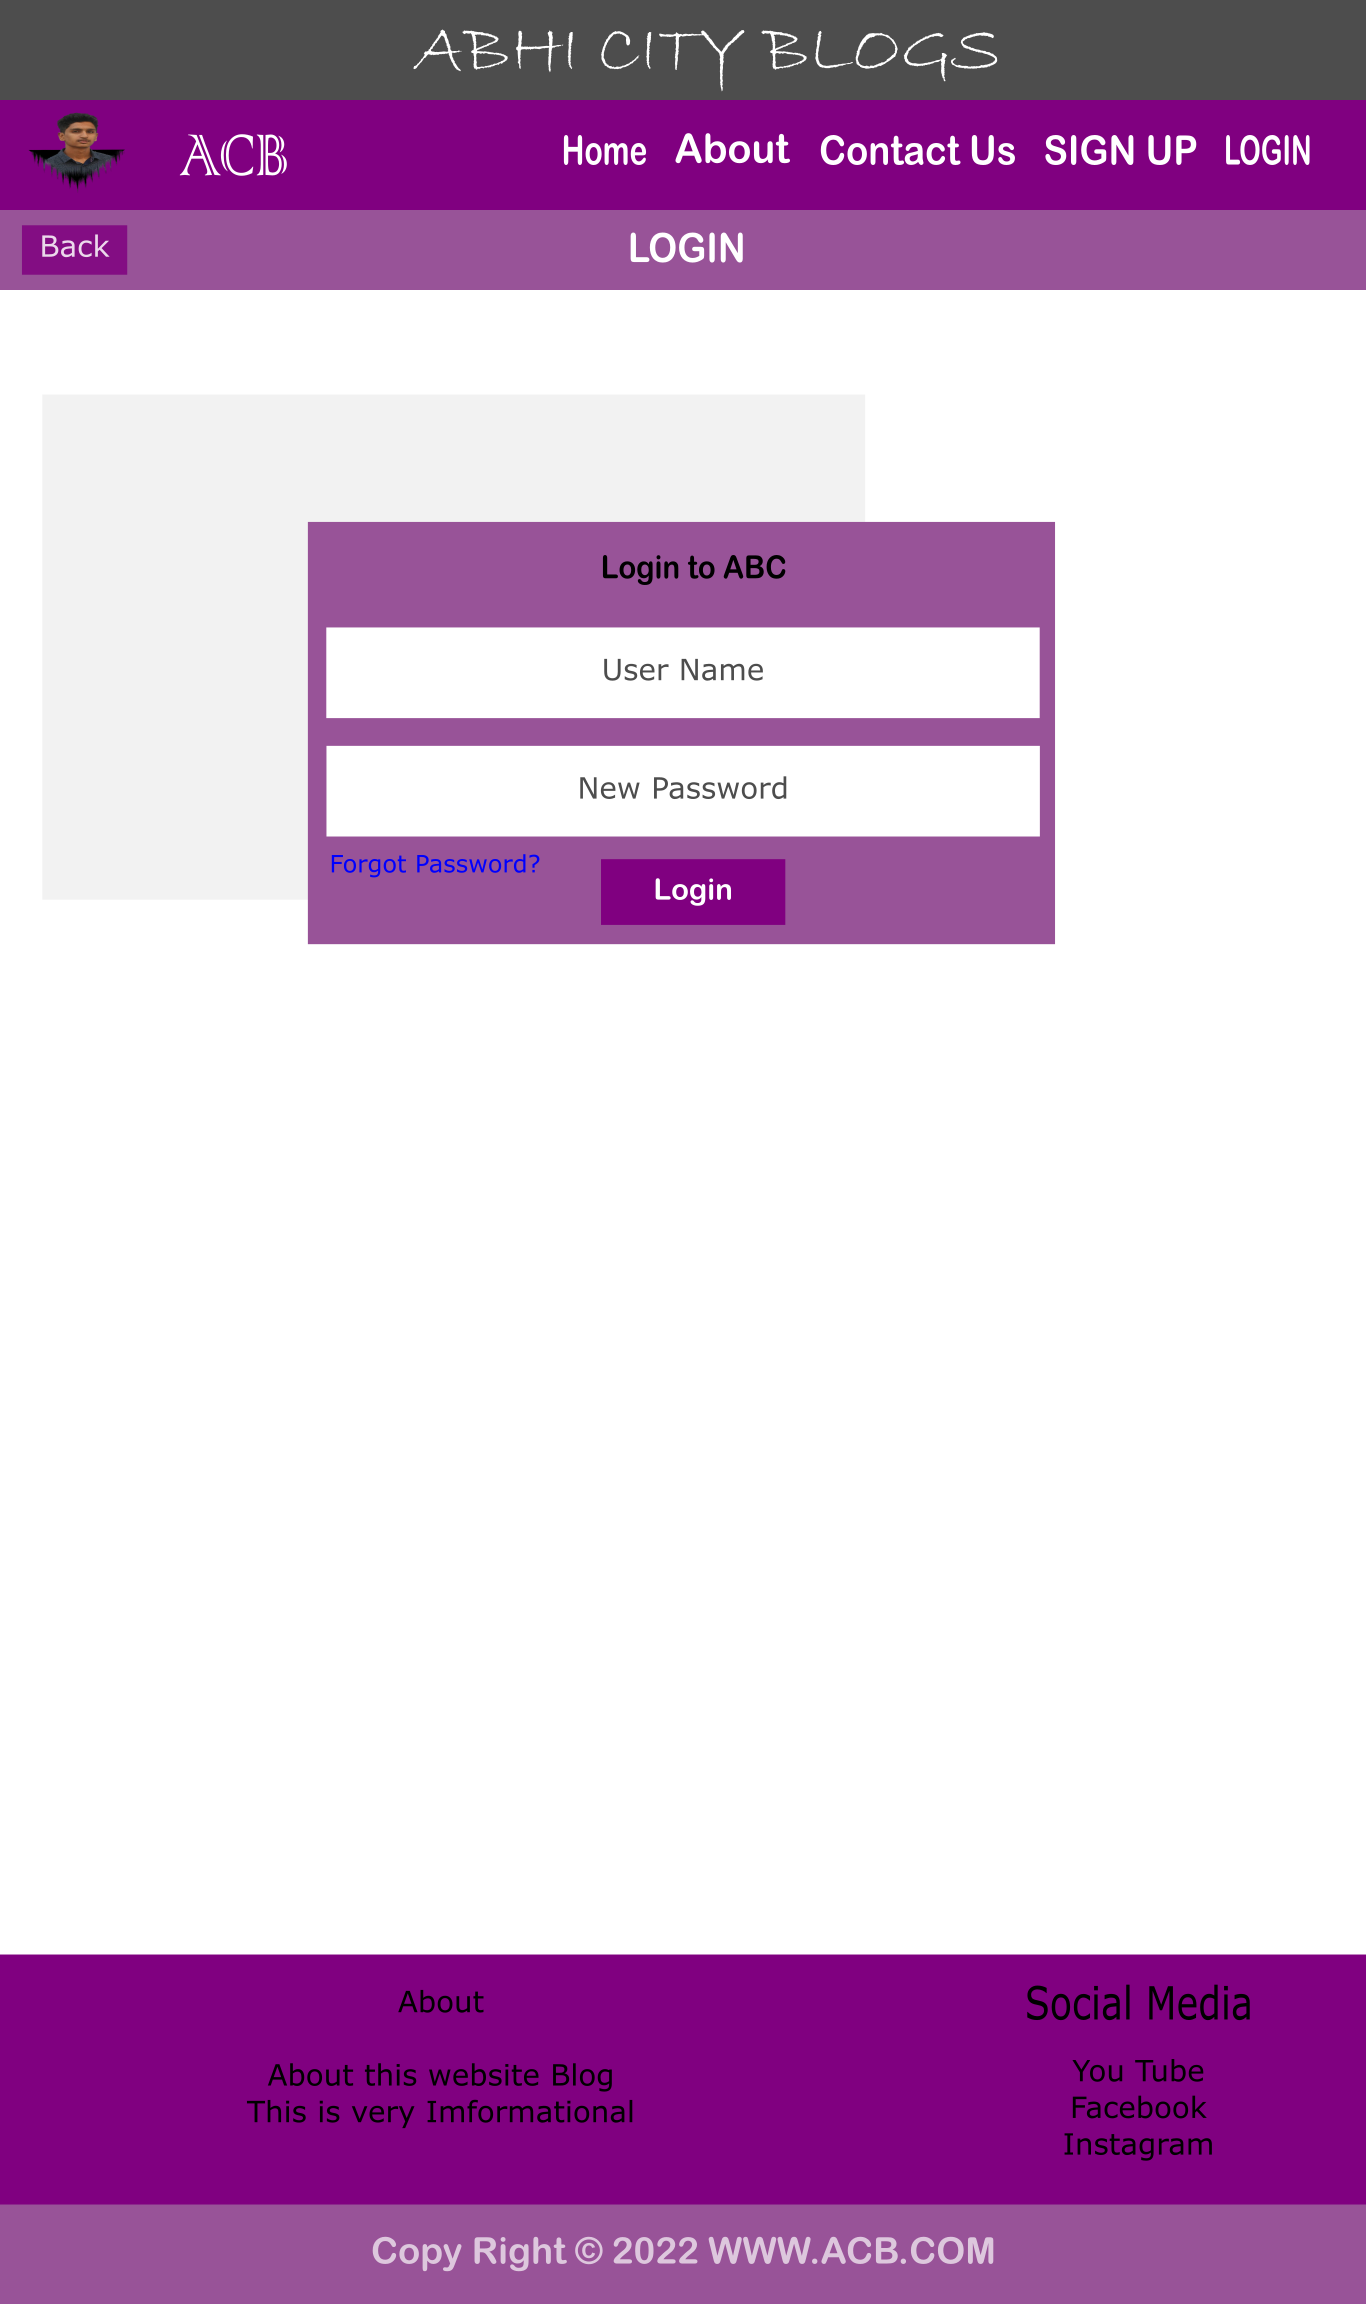 ABHI CITY BLOGS
ACB
Home About Contact Us SIGN UP LOGIN
Back
LOGIN
Login to ABC
User Name
New Password
Forgot Password?
Login
About
About this website Blog
This is very Imformational
Social Media
You Tube
Facebook
Instagram
Copy Right © 2022 WWW.ACB.COM